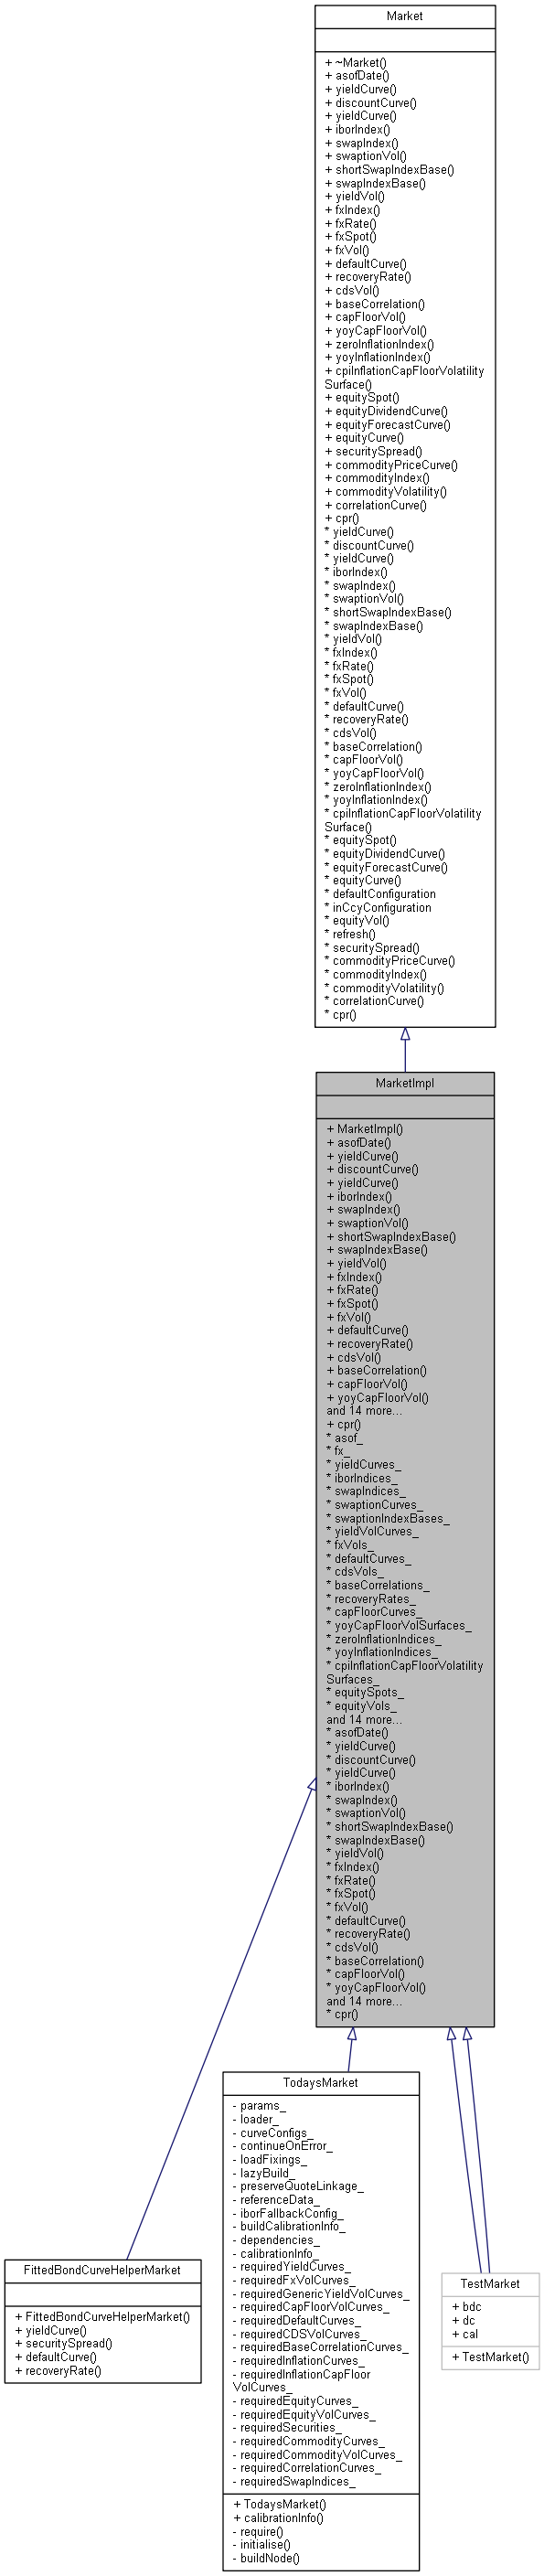 Market
+ ~Market()
+ asofDate()
+ yieldCurve()
+ discountCurve()
+ yieldCurve()
+ iborIndex()
+ swapIndex()
+ swaptionVol()
+ shortSwapIndexBase()
+ swapIndexBase()
+ yieldVol()
+ fxIndex()
+ fxRate()
+ fxSpot()
+ fxVol()
+ defaultCurve()
+ recoveryRate()
+ cdsVol()
+ baseCorrelation()
+ capFloorVol()
+ yoyCapFloorVol()
+ zeroInflationIndex()
+ yoyInflationIndex()
+ cpiInflationCapFloorVolatility
Surface()
+ equitySpot()
+ equityDividendCurve()
+ equityForecastCurve()
+ equityCurve()
+ securitySpread()
+ commodityPriceCurve()
+ commodityIndex()
+ commodityVolatility()
+ correlationCurve()
+ cpr()
* yieldCurve()
* discountCurve()
* yieldCurve()
* iborIndex()
* swapIndex()
* swaptionVol()
* shortSwapIndexBase()
* swapIndexBase()
* yieldVol()
* fxIndex()
* fxRate()
* fxSpot()
* fxVol()
* defaultCurve()
* recoveryRate()
* cdsVol()
* baseCorrelation()
* capFloorVol()
* yoyCapFloorVol()
* zeroInflationIndex()
* yoyInflationIndex()
* cpiInflationCapFloorVolatility
Surface()
* equitySpot()
* equityDividendCurve()
* equityForecastCurve()
* equityCurve()
* defaultConfiguration
* inCcyConfiguration
* equityVol()
* refresh()
* securitySpread()
* commodityPriceCurve()
* commodityIndex()
* commodityVolatility()
* correlationCurve()
* cpr()
MarketImpl
+ MarketImpl()
+ asofDate()
+ yieldCurve()
+ discountCurve()
+ yieldCurve()
+ iborIndex()
+ swapIndex()
+ swaptionVol()
+ shortSwapIndexBase()
+ swapIndexBase()
+ yieldVol()
+ fxIndex()
+ fxRate()
+ fxSpot()
+ fxVol()
+ defaultCurve()
+ recoveryRate()
+ cdsVol()
+ baseCorrelation()
+ capFloorVol()
+ yoyCapFloorVol()
and 14 more...
+ cpr()
* asof_
* fx_
* yieldCurves_
* iborIndices_
* swapIndices_
* swaptionCurves_
* swaptionIndexBases_
* yieldVolCurves_
* fxVols_
* defaultCurves_
* cdsVols_
* baseCorrelations_
* recoveryRates_
* capFloorCurves_
* yoyCapFloorVolSurfaces_
* zeroInflationIndices_
* yoyInflationIndices_
* cpiInflationCapFloorVolatility
Surfaces_
* equitySpots_
* equityVols_
and 14 more...
* asofDate()
* yieldCurve()
* discountCurve()
* yieldCurve()
* iborIndex()
* swapIndex()
* swaptionVol()
* shortSwapIndexBase()
* swapIndexBase()
* yieldVol()
* fxIndex()
* fxRate()
* fxSpot()
* fxVol()
* defaultCurve()
* recoveryRate()
* cdsVol()
* baseCorrelation()
* capFloorVol()
* yoyCapFloorVol()
and 14 more...
* cpr()
FittedBondCurveHelperMarket
+ FittedBondCurveHelperMarket()
+ yieldCurve()
+ securitySpread()
+ defaultCurve()
+ recoveryRate()
TodaysMarket
- params_
- loader_
- curveConfigs_
- continueOnError_
- loadFixings_
- lazyBuild_
- preserveQuoteLinkage_
- referenceData_
- iborFallbackConfig_
- buildCalibrationInfo_
- dependencies_
- calibrationInfo_
- requiredYieldCurves_
- requiredFxVolCurves_
- requiredGenericYieldVolCurves_
- requiredCapFloorVolCurves_
- requiredDefaultCurves_
- requiredCDSVolCurves_
- requiredBaseCorrelationCurves_
- requiredInflationCurves_
- requiredInflationCapFloor
VolCurves_
- requiredEquityCurves_
- requiredEquityVolCurves_
- requiredSecurities_
- requiredCommodityCurves_
- requiredCommodityVolCurves_
- requiredCorrelationCurves_
- requiredSwapIndices_
+ TodaysMarket()
+ calibrationInfo()
- require()
- initialise()
- buildNode()
TestMarket
+ bdc
+ dc
+ cal
+ TestMarket()